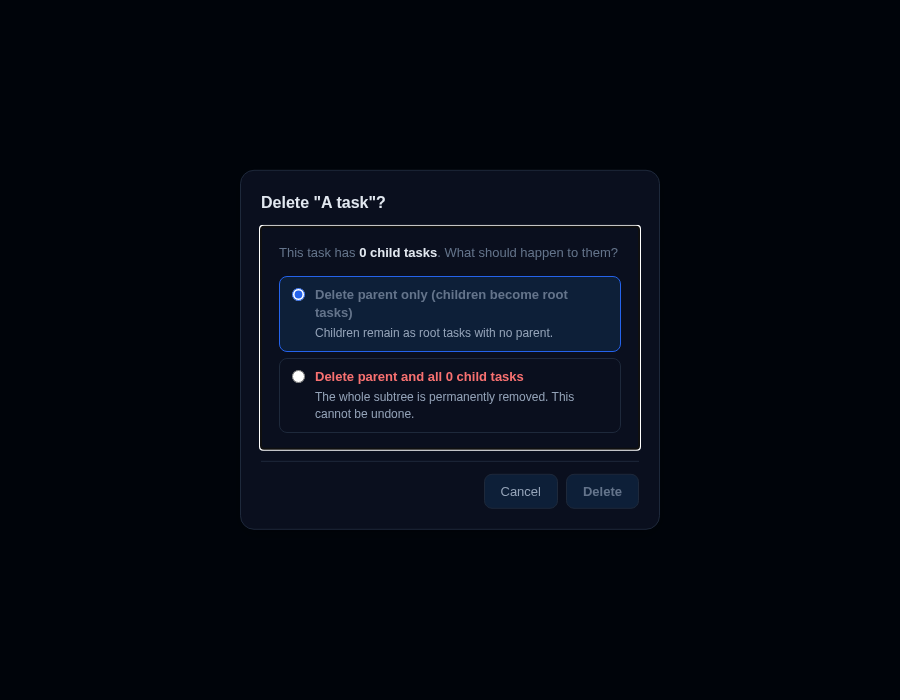 Delete "A task"?
This task has 0 child tasks. What should happen to them?
Delete parent only (children become root
tasks)
Children remain as root tasks with no parent.
Delete parent and all 0 child tasks
The whole subtree is permanently removed. This
cannot be undone.
Cancel
Delete